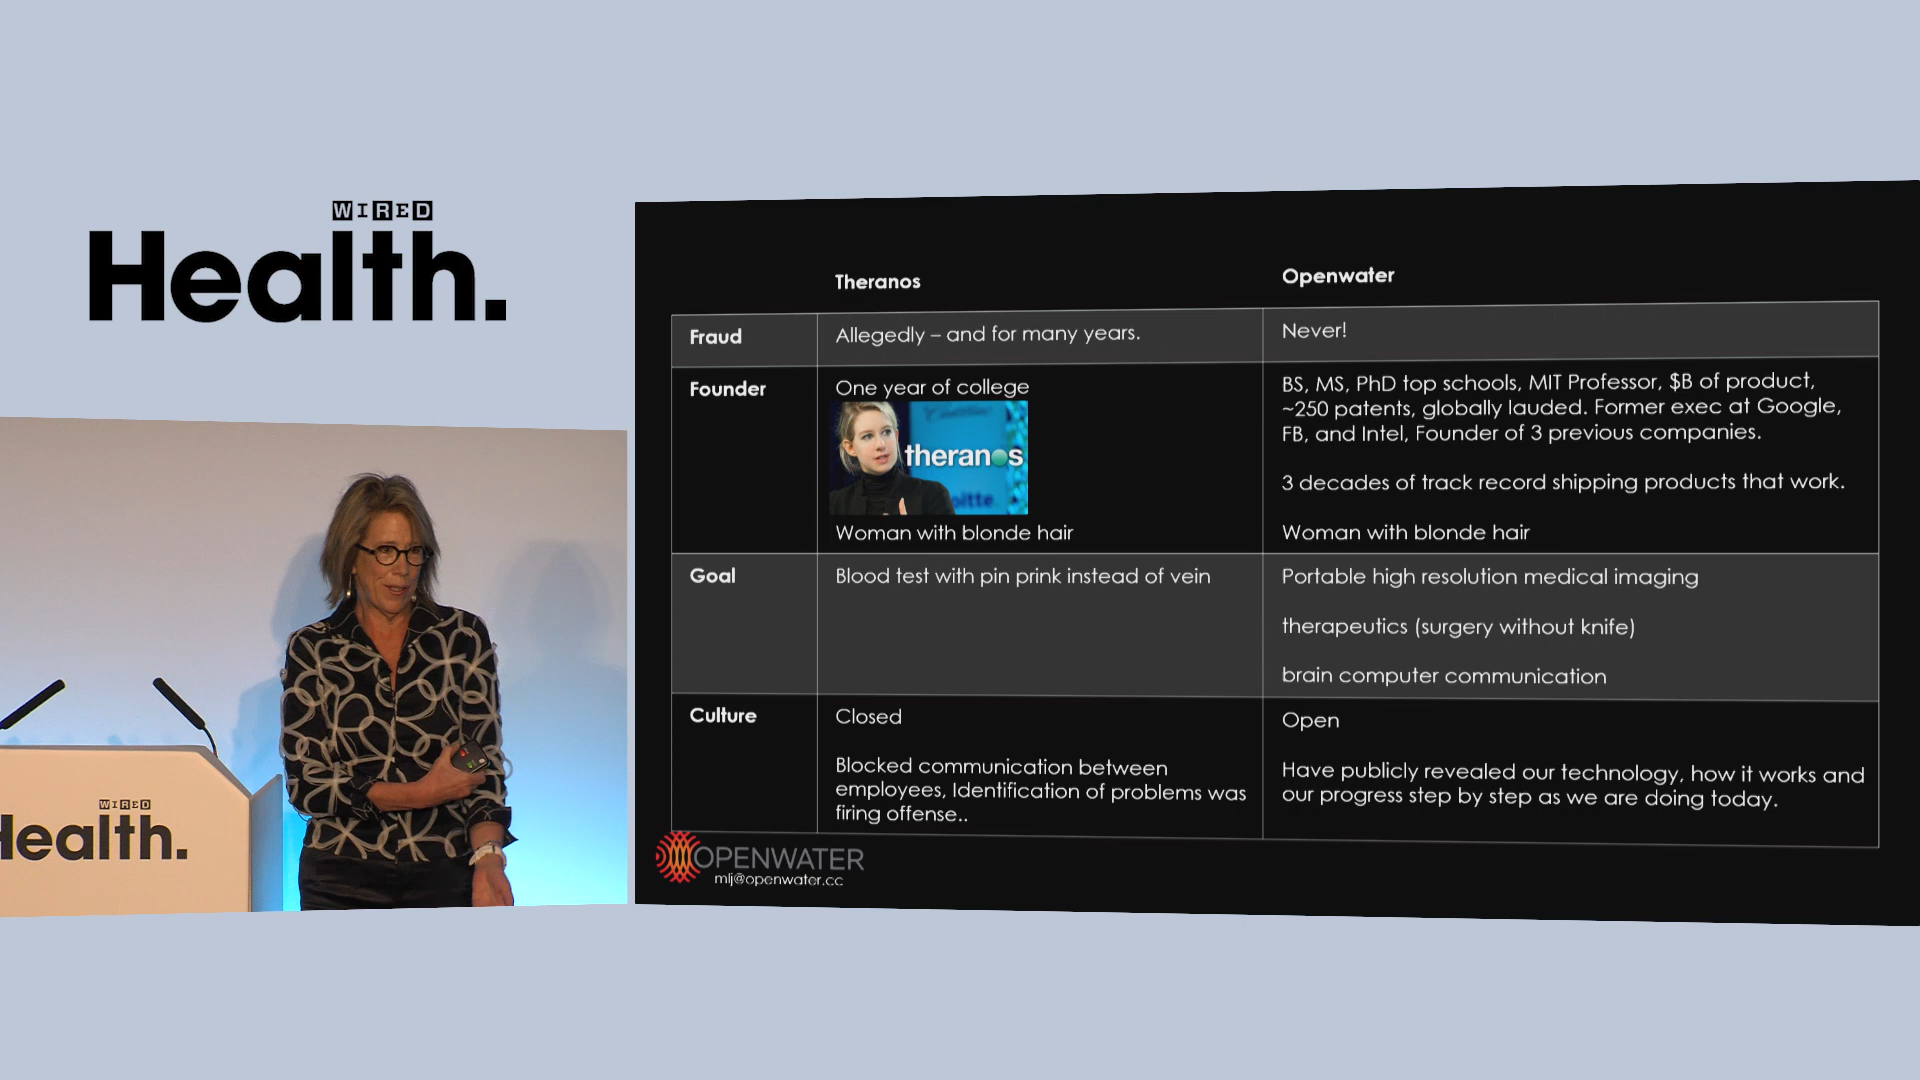 WIRED
Health.
Theranos
Openwater
Fraud
Allegedly – and for many years.
Never!
Founder
One year of college
theranos
Woman with blonde hair
BS, MS, PhD top schools, MIT Professor, $B of product,
~250 patents, globally lauded. Former exec at Google,
FB, and Intel, Founder of 3 previous companies.
3 decades of track record shipping products that work.
Woman with blonde hair
Goal
Blood test with pin prink instead of vein
Portable high resolution medical imaging
therapeutics (surgery without knife)
brain computer communication
Culture
Closed
Blocked communication between
employees, Identification of problems was
firing offense..
Open
Have publicly revealed our technology, how it works and
our progress step by step as we are doing today.
OPENWATER
mlj@openwater.cc
WIRED
Health.